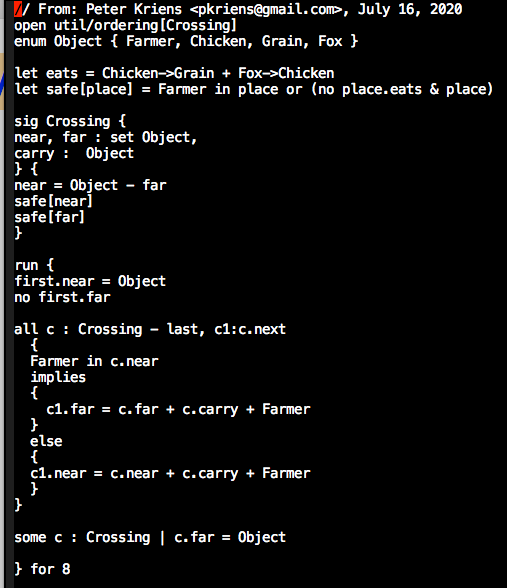 // From: Peter Kriens <pkriens@gmail.com>, July 16, 2020
open util/ordering[Crossing]
enum Object { Farmer, Chicken, Grain, Fox }

let eats = Chicken->Grain + Fox->Chicken
let safe[place] = Farmer in place or (no place.eats & place)

sig Crossing {
near, far : set Object,
carry :  Object
} {
near = Object - far
safe[near]
safe[far]
}

run {
first.near = Object
no first.far

all c : Crossing - last, c1:c.next
  {
  Farmer in c.near
  implies
  {
    c1.far = c.far + c.carry + Farmer
  }
  else
  {
  c1.near = c.near + c.carry + Farmer
  }
}

some c : Crossing | c.far = Object

} for 8